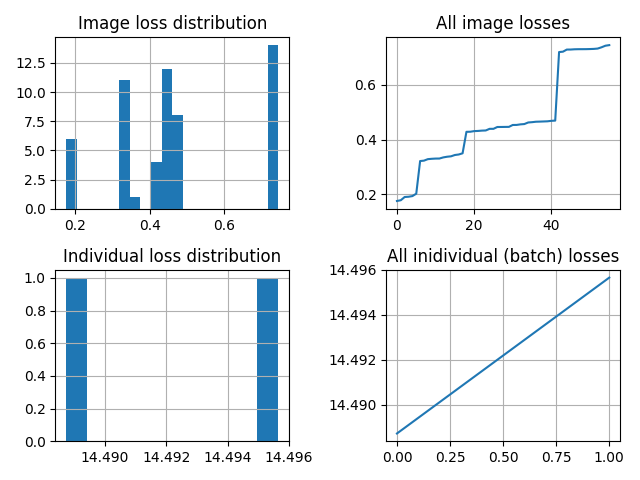 Image loss distribution
12.5
10.0
7.5
5.0
2.5
0.0
0.2 0.4 0.6
All image losses
0.6
0.4
0.2
0 20 40
Individual loss distribution
1.0
0.8
0.6
0.4
0.2
0.0
14.490 14.492 14.494 14.496
All inidividual (batch) losses
14.496
14.494
14.492
14.490
0.00 0.25 0.50 0.75 1.00